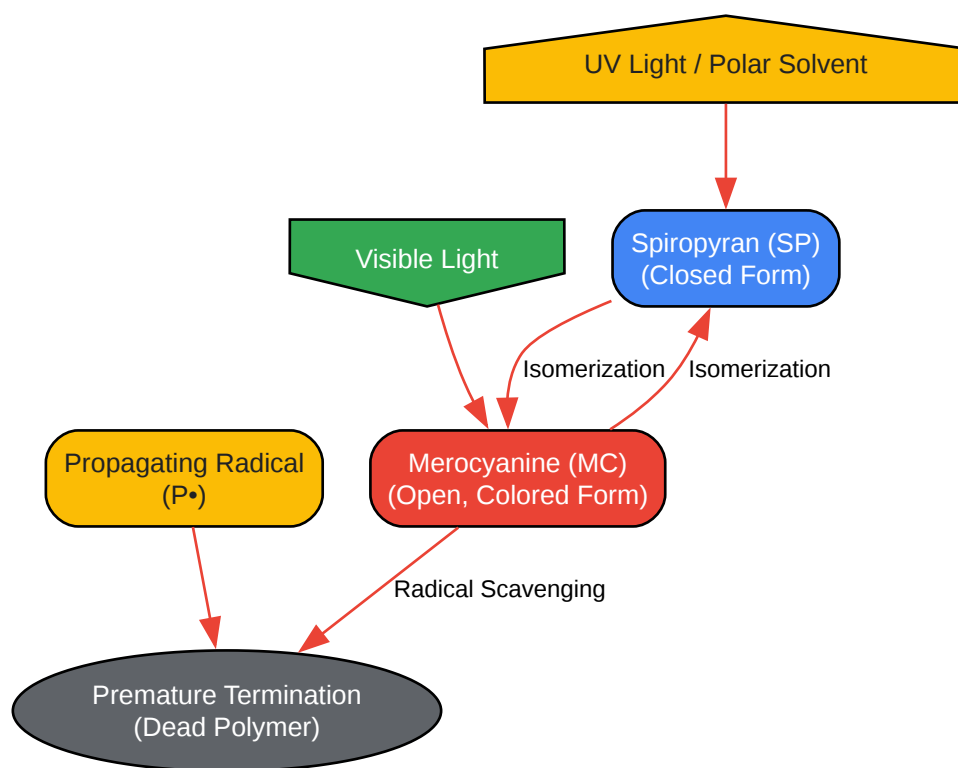 UV Light / Polar Solvent
Visible Light
Spiropyran (SP)
(Closed Form)
Isomerization
Isomerization
Propagating Radical
(P•)
Merocyanine (MC)
(Open, Colored Form)
Radical Scavenging
Premature Termination
(Dead Polymer)